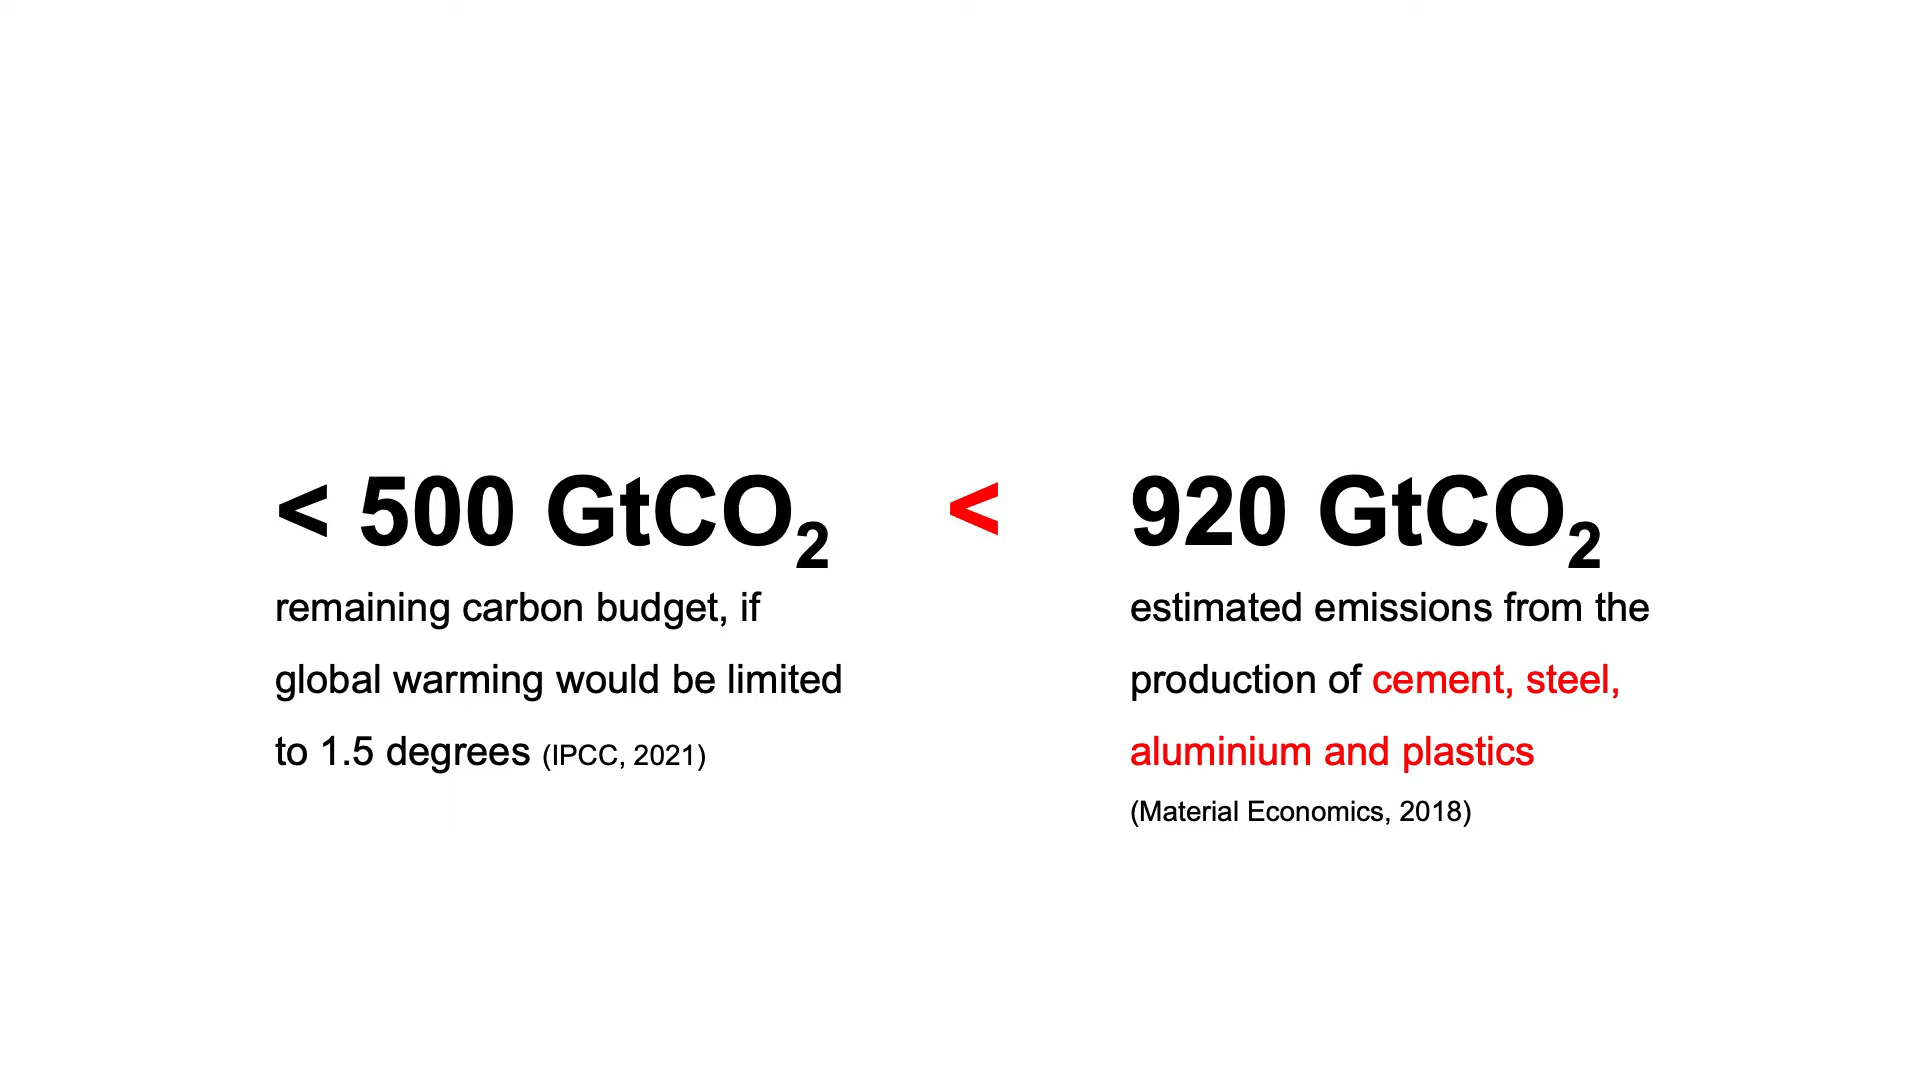 < 500 GtCO₂
remaining carbon budget, if
global warming would be limited
to 1.5 degrees (IPCC, 2021)
<
920 GtCO₂
estimated emissions from the
production of cement, steel,
aluminium and plastics
(Material Economics, 2018)